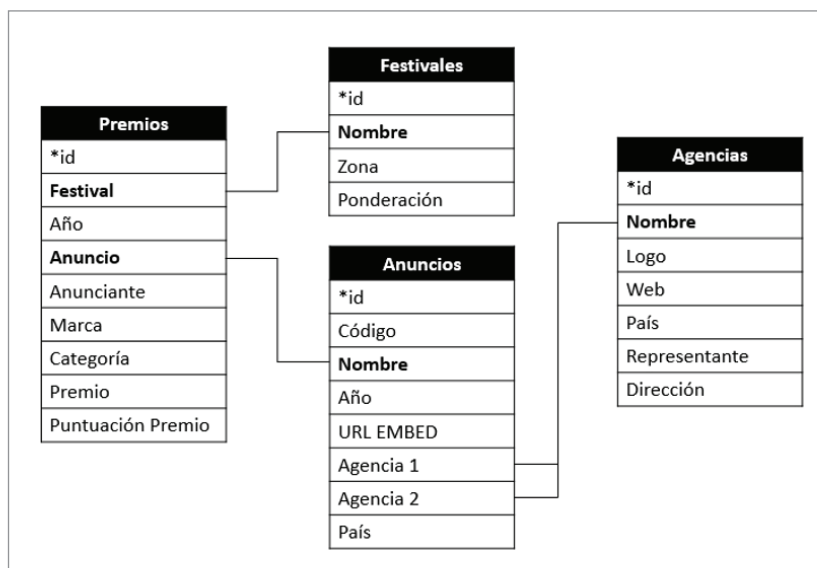 Premios
*id
Festival
Año
Anuncio
Anunciante
Marca
Categoría
Premio
Puntuación Premio
Festivales
*id
Nombre
Zona
Ponderación
Anuncios
*id
Código
Nombre
Año
URL EMBED
Agencia 1
Agencia 2
País
Agencias
*id
Nombre
Logo
Web
País
Representante
Dirección